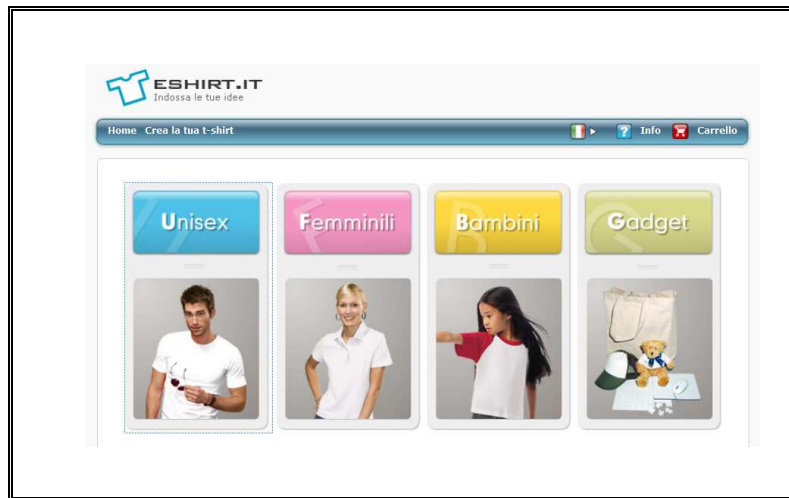 ESHIRT.IT
Indossa le tue idee
Home Crea la tua t-shirt
? Info Carrello
Unisex Femminili Bambini Gadget